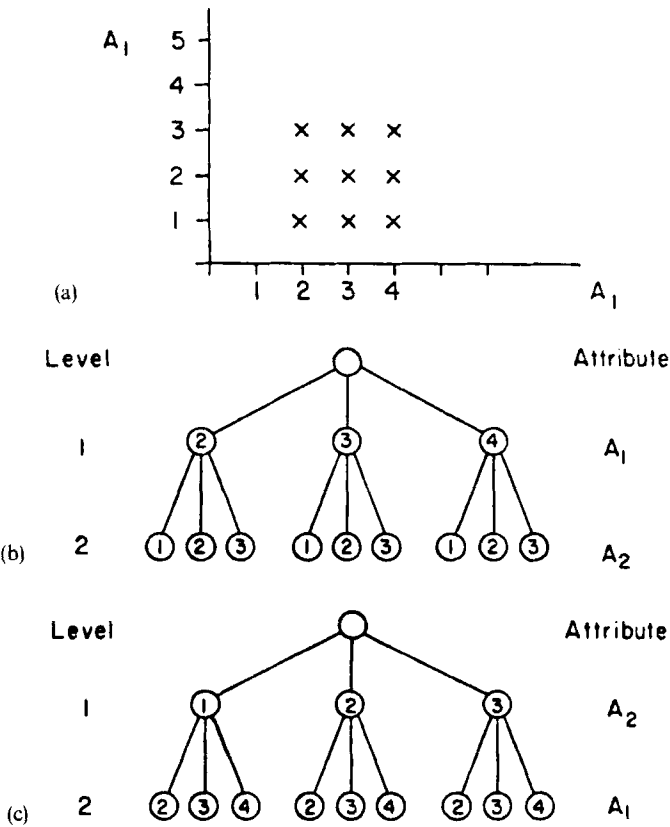 A1 5
4
3
2
1
1 2 3 4 A1
(a)
Level Attribute
1 2 3 4 A1
(b) 2 1 2 3 1 2 3 1 2 3 A2
Level Attribute
1 1 2 3 A2
(c) 2 2 3 4 2 3 4 2 3 4 A1